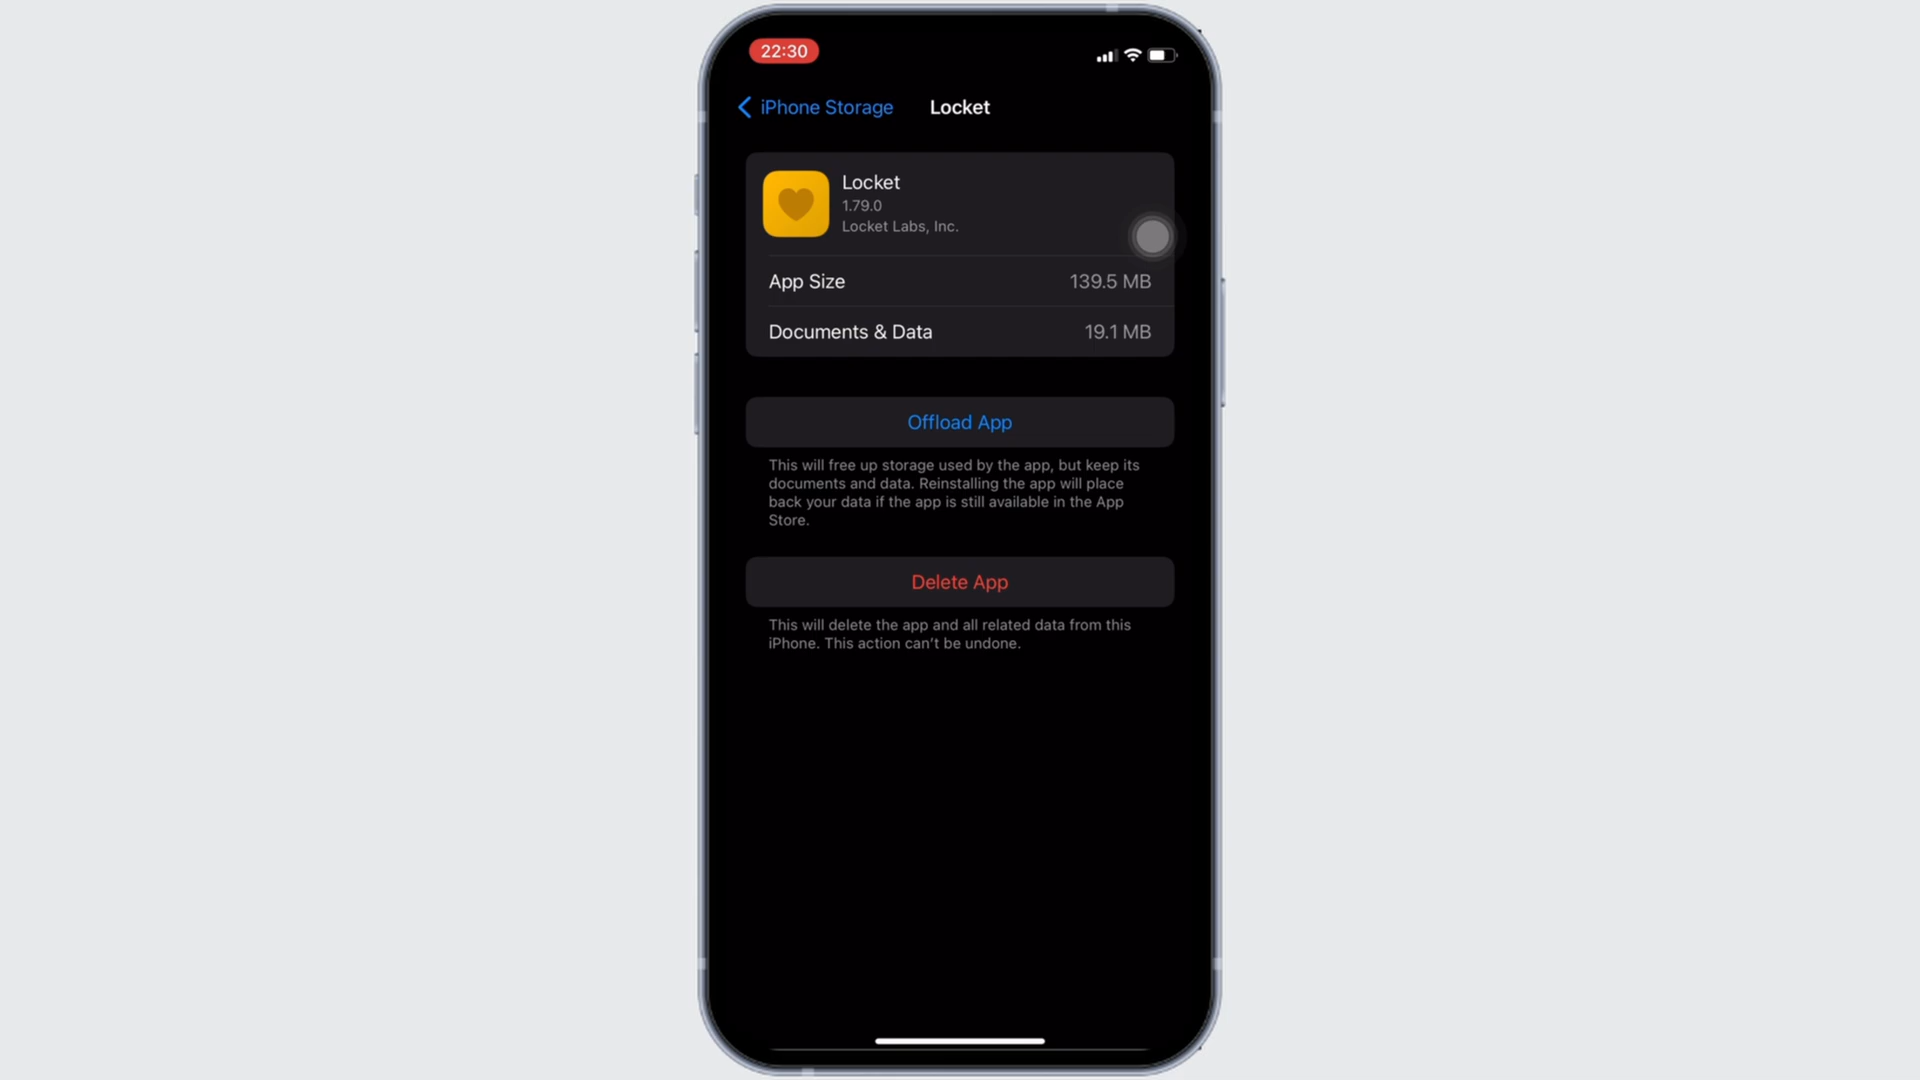 22:30
iPhone Storage
Locket
Locket
1.79.0
Locket Labs, Inc.
App Size
139.5 MB
Documents & Data
19.1 MB
Offload App
This will free up storage used by the app, but keep its
documents and data. Reinstalling the app will place
back your data if the app is still available in the App
Store.
Delete App
This will delete the app and all related data from this
iPhone. This action can't be undone.